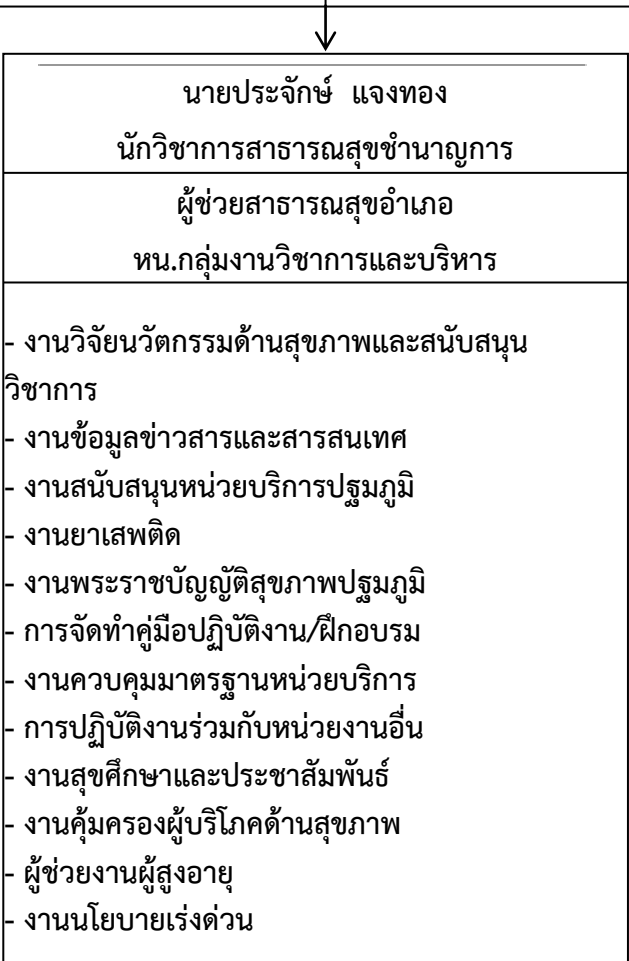 นายประจักษ์ แจงทอง
นักวิชาการสาธารณสุขชำนาญการ
ผู้ช่วยสาธารณสุขอำเภอ
หน.กลุ่มงานวิชาการและบริหาร
- งานวิจัยนวัตกรรมด้านสุขภาพและสนับสนุน
วิชาการ
- งานข้อมูลข่าวสารและสารสนเทศ
- งานสนับสนุนหน่วยบริการปฐมภูมิ
- งานยาเสพติด
- งานพระราชบัญญัติสุขภาพปฐมภูมิ
- การจัดทำคู่มือปฏิบัติงาน/ฝึกอบรม
- งานควบคุมมาตรฐานหน่วยบริการ
- การปฏิบัติงานร่วมกับหน่วยงานอื่น
- งานสุขศึกษาและประชาสัมพันธ์
- งานคุ้มครองผู้บริโภคด้านสุขภาพ
- ผู้ช่วยงานผู้สูงอายุ
- งานนโยบายเร่งด่วน